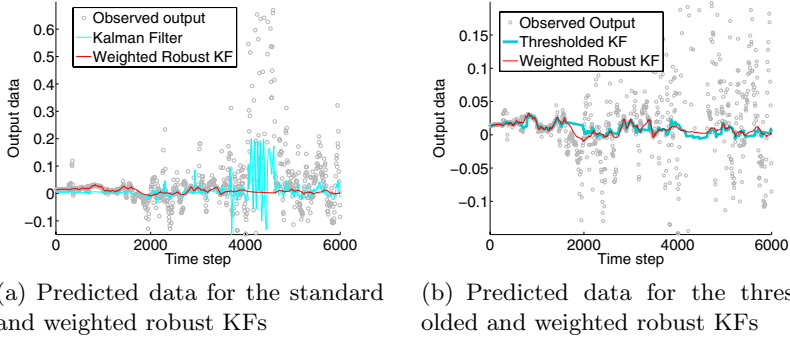 0.6
0.5
0.4
0.3
0.2
0.1
0
−0.1
Output data
Observed output
Kalman Filter
Weighted Robust KF
0
2000
4000
6000
Time step
(a) Predicted data for the standard
and weighted robust KFs
0.15
0.1
0.05
0
−0.05
−0.1
Output data
Observed Output
Thresholded KF
Weighted Robust KF
0
2000
4000
6000
Time step
(b) Predicted data for the thres
olded and weighted robust KFs